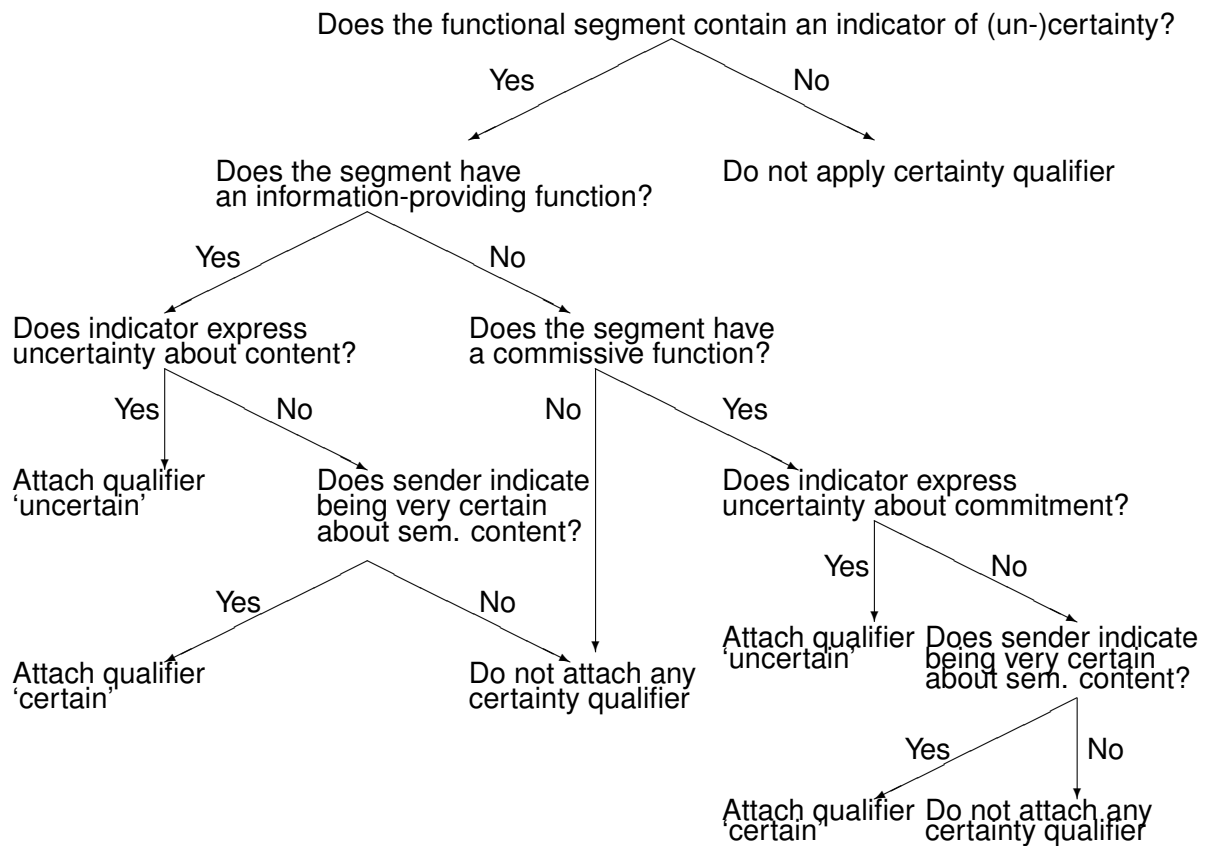 Does the functional segment contain an indicator of (un-)certainty?
Yes
No
Does the segment have
an information-providing function?
Do not apply certainty qualifier
Yes
No
Does indicator express
uncertainty about content?
Does the segment have
a commissive function?
Yes
No
No
Yes
Attach qualifier
‘uncertain’
Does sender indicate
being very certain
about sem. content?
Does indicator express
uncertainty about commitment?
Yes
No
Yes
No
Attach qualifier
‘certain’
Do not attach any
certainty qualifier
Attach qualifier
‘uncertain’
Does sender indicate
being very certain
about sem. content?
Yes
No
Attach qualifier
‘certain’
Do not attach any
certainty qualifier